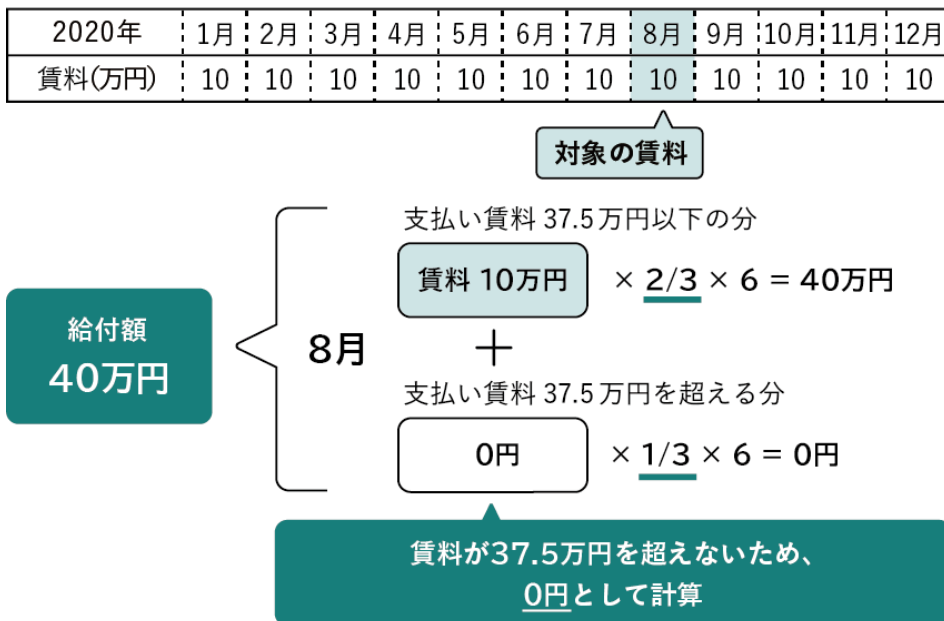 2020年 1月 2月 3月 4月 5月 6月 7月 8月 9月 10月 11月 12月
賃料(万円) 10 10 10 10 10 10 10 10 10 10 10 10
対象の賃料
支払い賃料 37.5万円以下の分
賃料 10万円 × 2/3 × 6 = 40万円
給付額
40万円
8月
+
支払い賃料 37.5万円を超える分
0円 × 1/3 × 6 = 0円
賃料が37.5万円を超えないため、
0円として計算